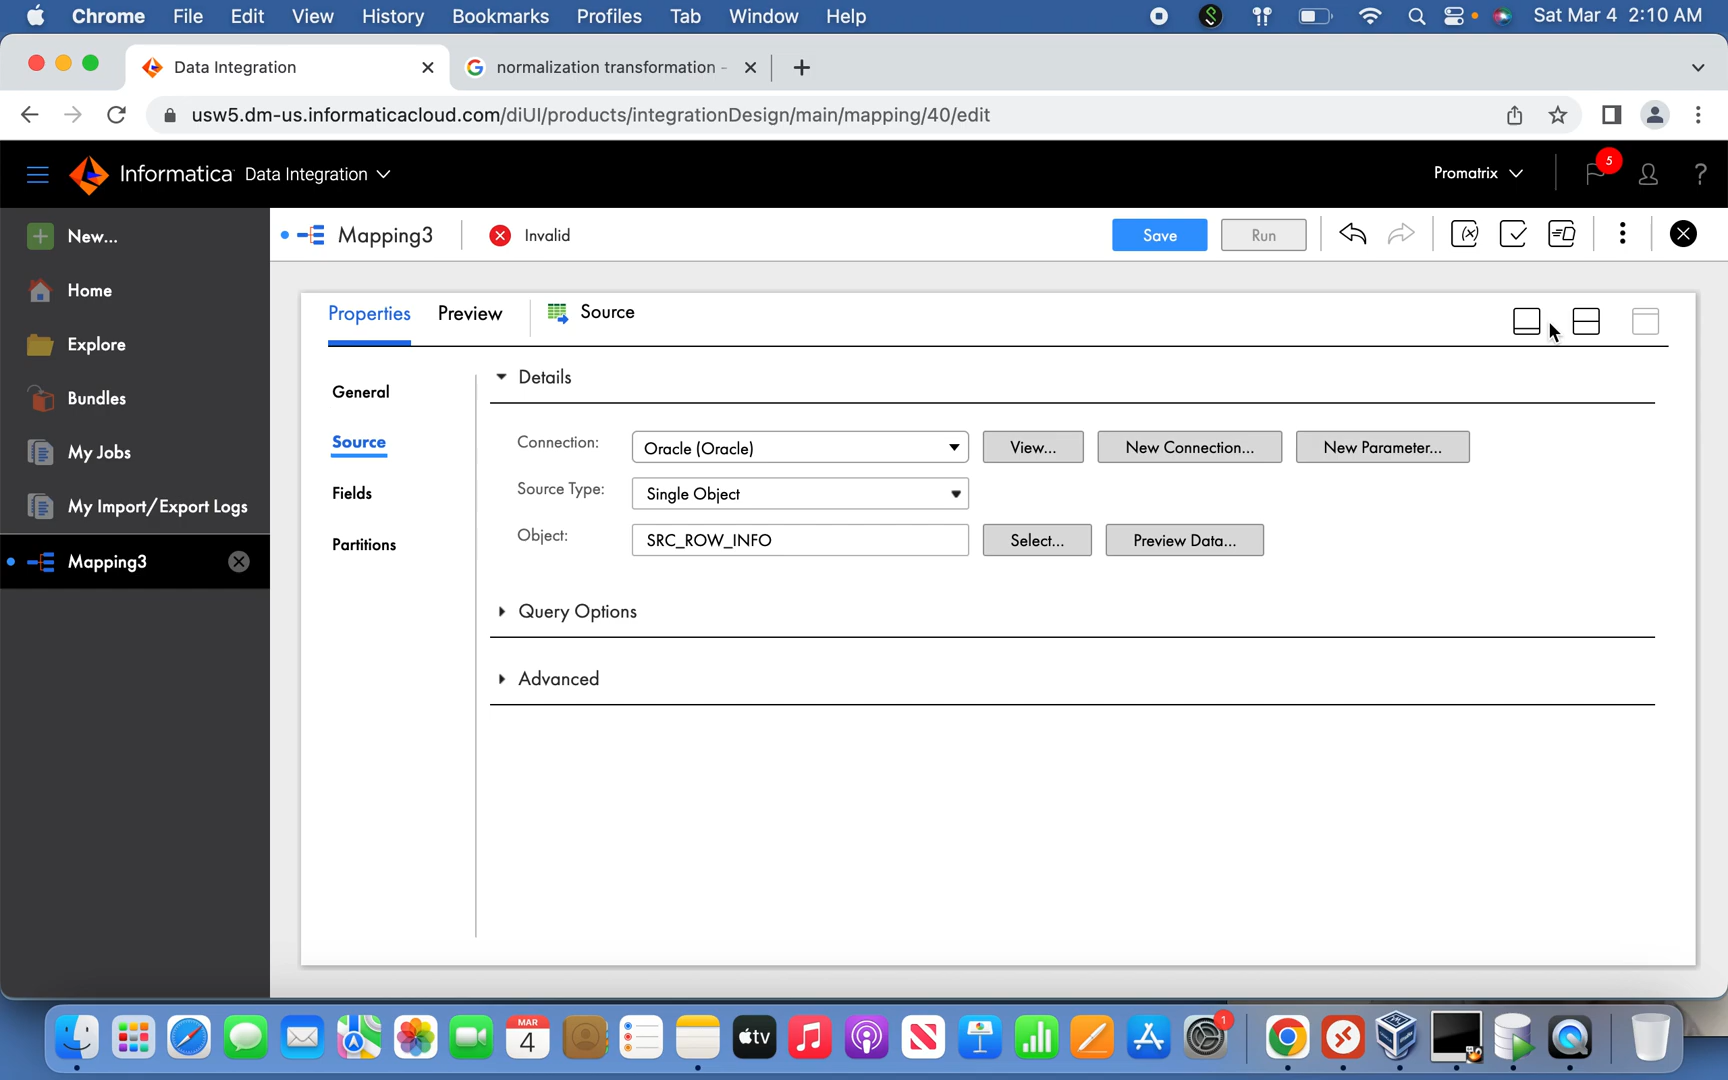 Chrome File Edit View History Bookmarks Profiles Tab Window Help Sat Mar 4 2:10 AM
Data Integration normalization transformation -
usw5.dm-us.informaticacloud.com/diUI/products/integrationDesign/main/mapping/40/edit
Informatica Data Integration Promatrix 5 ?
New... Mapping3 Invalid Save Run (x)
Properties Preview Source
Home
Explore
Bundles
My Jobs
My Import/Export Logs
Mapping3
General
Source
Fields
Partitions
Details
Connection: Oracle (Oracle) View... New Connection... New Parameter...
Source Type: Single Object
Object: SRC_ROW_INFO Select... Preview Data...
Query Options
Advanced
MAR
4
tv
1